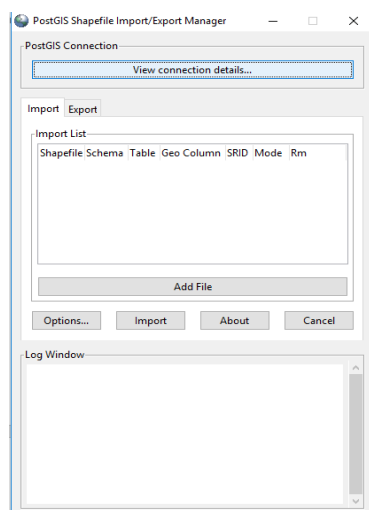 PostGIS Shapefile Import/Export Manager
PostGIS Connection
View connection details...
Import Export
Import List
Shapefile Schema Table Geo Column SRID Mode Rm
Add File
Options... Import About Cancel
Log Window